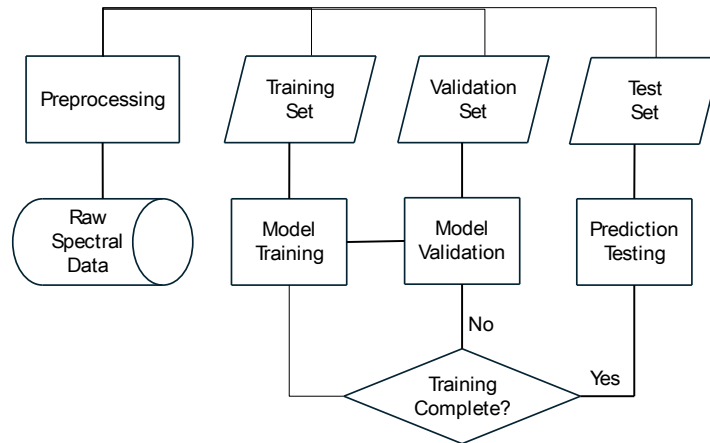 Preprocessing
Training
Set
Validation
Set
Test
Set
Raw
Spectral
Data
Model
Training
Model
Validation
Prediction
Testing
No
Yes
Training
Complete?